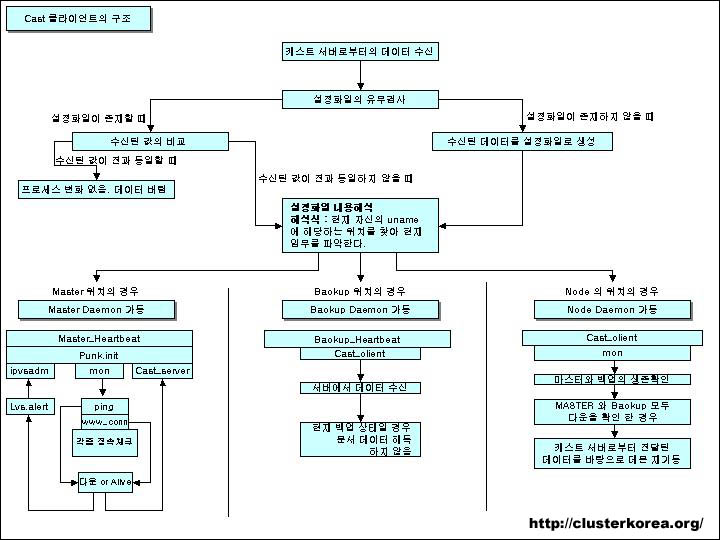 Cast 클라이언트의 구조
캐스트 서버로부터의 데이터 수신
설정화일의 유무검사
설정화일이 존재할 때
설정화일이 존재하지 않을 때
수신된 값의 비교
수신된 데이터를 설정화일로 생성
수신된 값이 전과 동일할 때
수신된 값이 전과 동일하지 않을 때
프로세스 변화 없음. 데이터 버림
설정화일 내용해석
해석식 : 현재 자신의 uname
에 해당하는 위치를 찾아 현재
임무를 파악한다.
Master 위치의 경우
Backup 위치의 경우
Node 의 위치의 경우
Master Daemon 가동
Backup Daemon 가동
Node Daemon 가동
Master_Heartbeat
Punk.init
ipvsadm
mon
Cast_server
Lvs.alert
ping
www_conn
각종 접속체크
다운 or Alive
Backup_Heartbeat
Cast_client
서버에서 데이터 수신
현재 백업 상태일 경우
문서 데이터 해독
하지 않음
Cast_client
mon
마스터와 백업의 생존확인
MASTER 와 Backup 모두
다운을 확인 한 경우
캐스트 서버로부터 전달된
데이터를 바탕으로 데몬 재가동
http://clusterkorea.org/